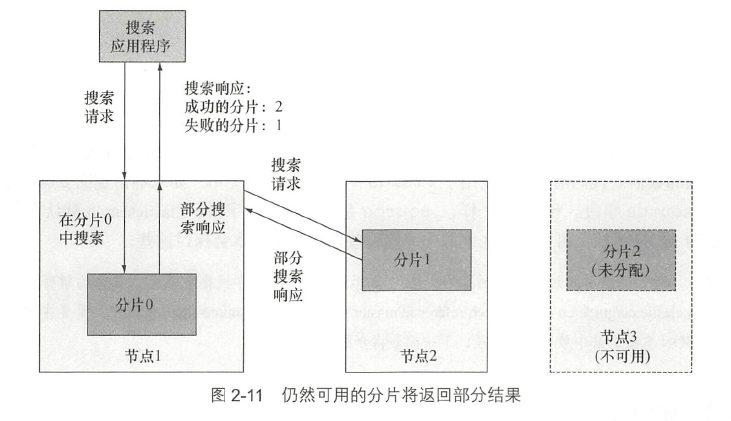 搜索
应用程序
搜索
请求
搜索响应:
成功的分片: 2
失败的分片: 1
搜索
请求
在分片0
中搜索
部分搜
索响应
部分
搜索
响应
分片0
节点1
分片1
节点2
分片2
(未分配)
节点3
(不可用)
图 2-11 仍然可用的分片将返回部分结果